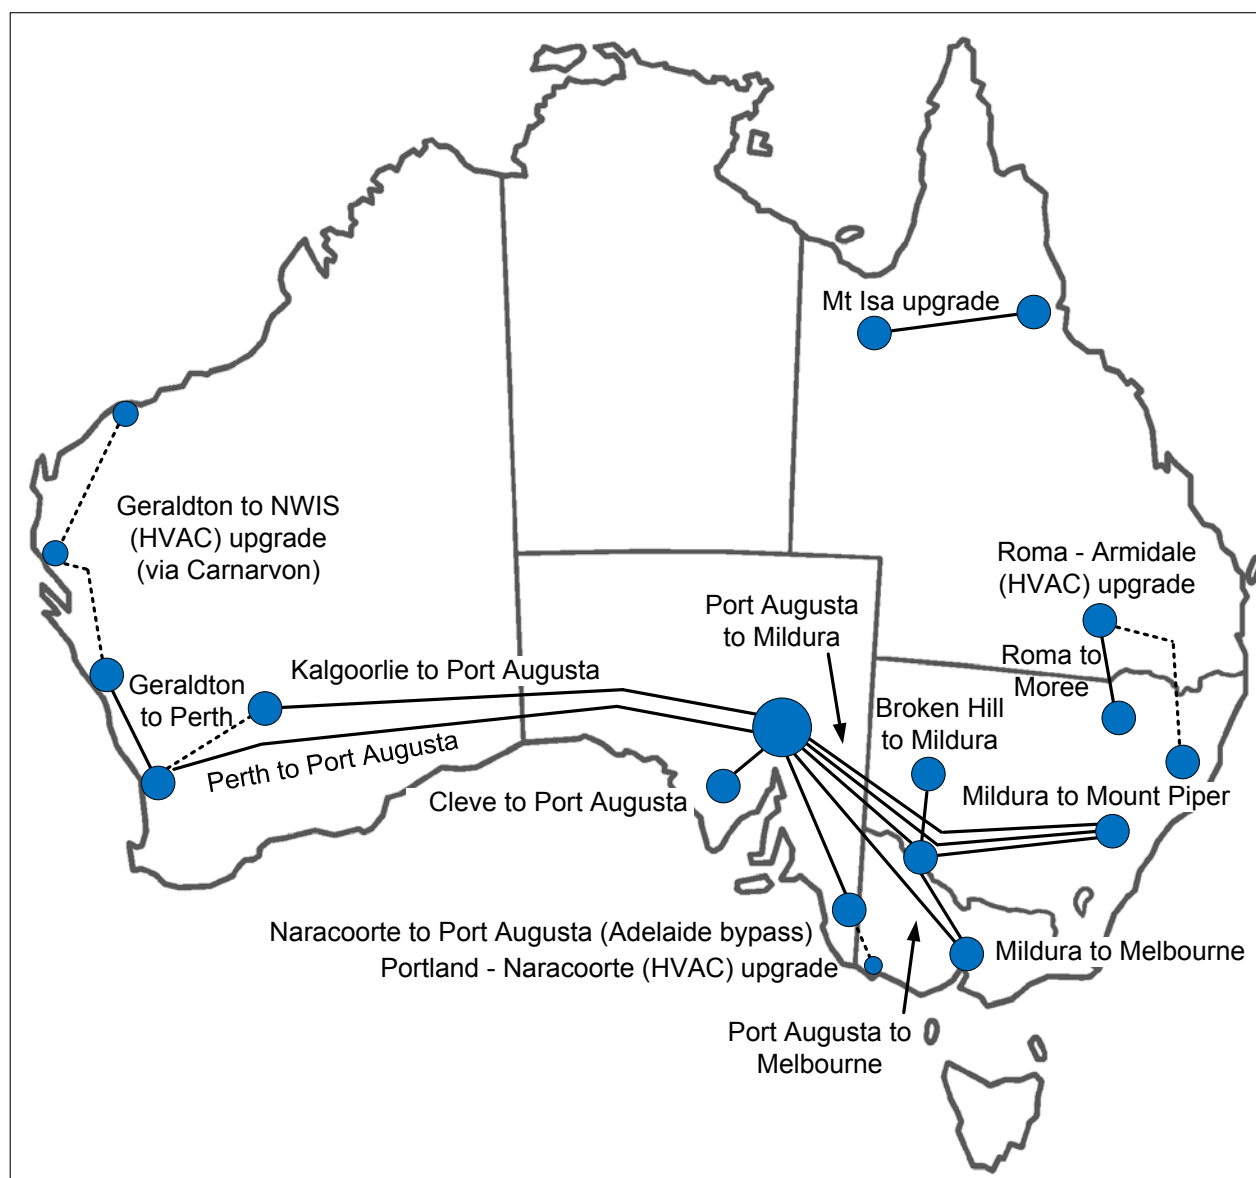 Mt Isa upgrade
Geraldton to NWIS
(HVAC) upgrade
(via Carnarvon)
Roma - Armidale
(HVAC) upgrade
Port Augusta
to Mildura
Roma to
Moree
Kalgoorlie to Port Augusta
Geraldton
to Perth
Broken Hill
to Mildura
Perth to Port Augusta
Cleve to Port Augusta
Mildura to Mount Piper
Naracoorte to Port Augusta (Adelaide bypass)
Portland - Naracoorte (HVAC) upgrade
Mildura to Melbourne
Port Augusta to
Melbourne